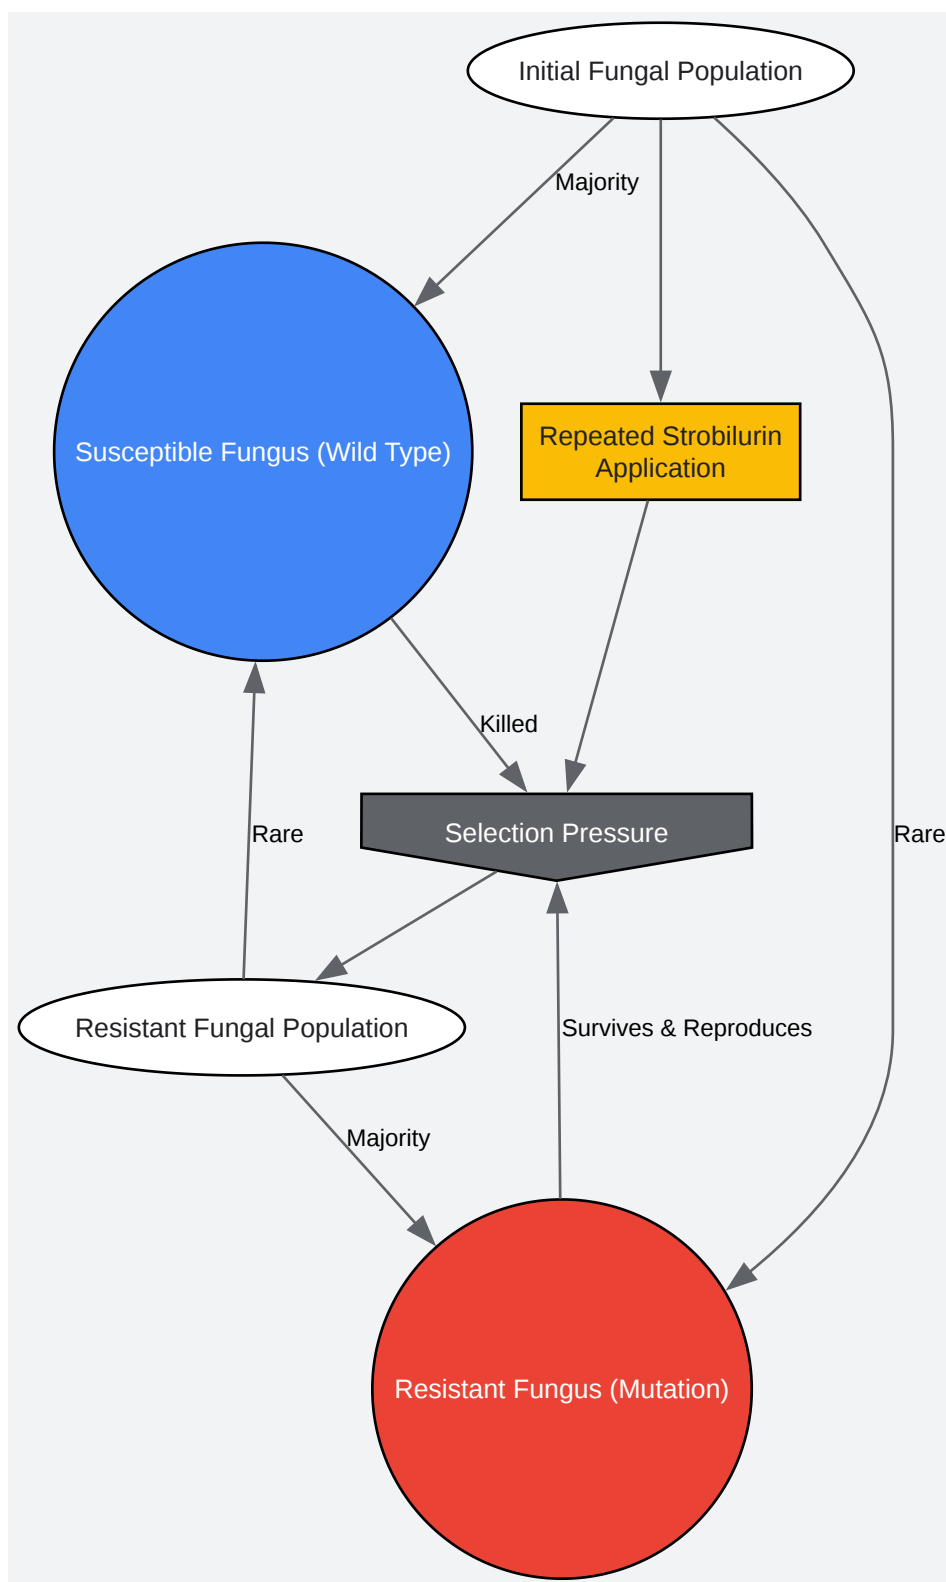 Initial Fungal Population
Majority
Susceptible Fungus (Wild Type)
Repeated Strobilurin
Application
Killed
Selection Pressure
Rare
Rare
Resistant Fungal Population
Survives & Reproduces
Majority
Resistant Fungus (Mutation)